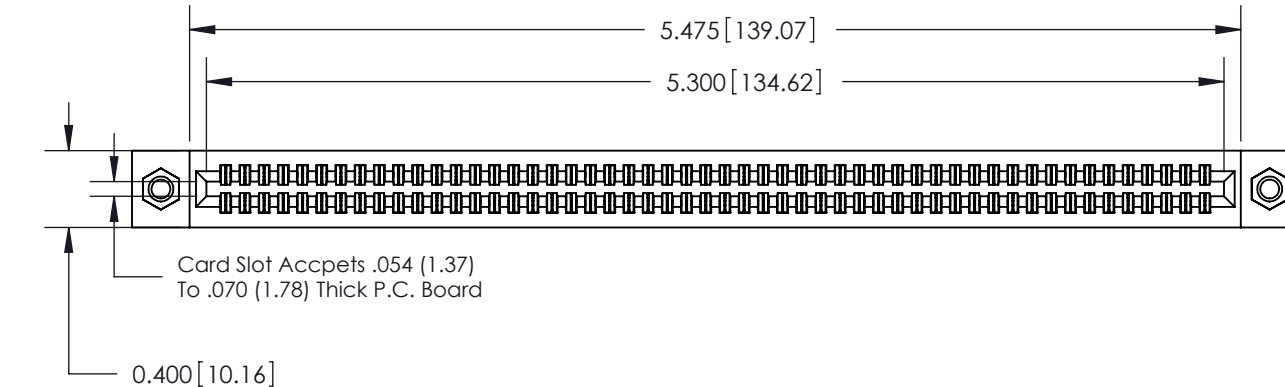 5.475[139.07]
5.300[134.62]
Card Slot Accpets .054 (1.37)
To .070 (1.78) Thick P.C. Board
0.400[10.16]